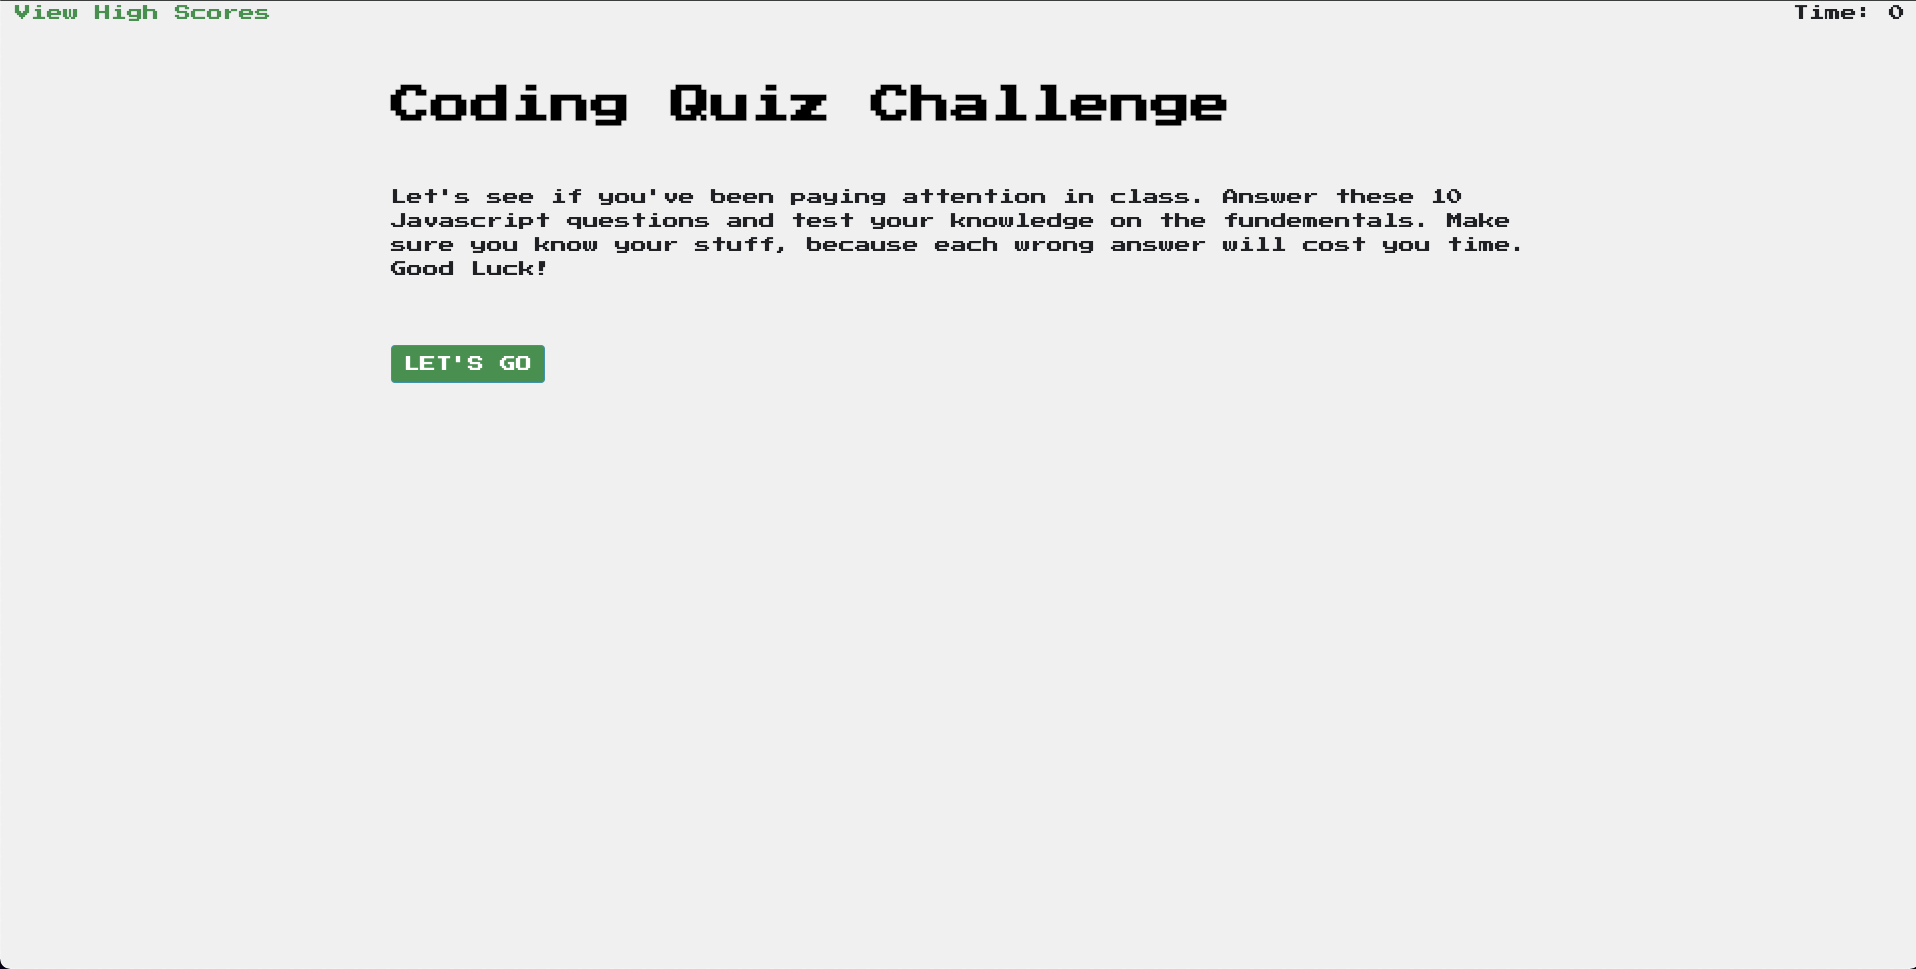 View High Scores
Time: 0
Coding Quiz Challenge
Let's see if you've been paying attention in class. Answer these 10
Javascript questions and test your knowledge on the fundementals. Make
sure you know your stuff, because each wrong answer will cost you time.
Good Luck!
LET'S GO